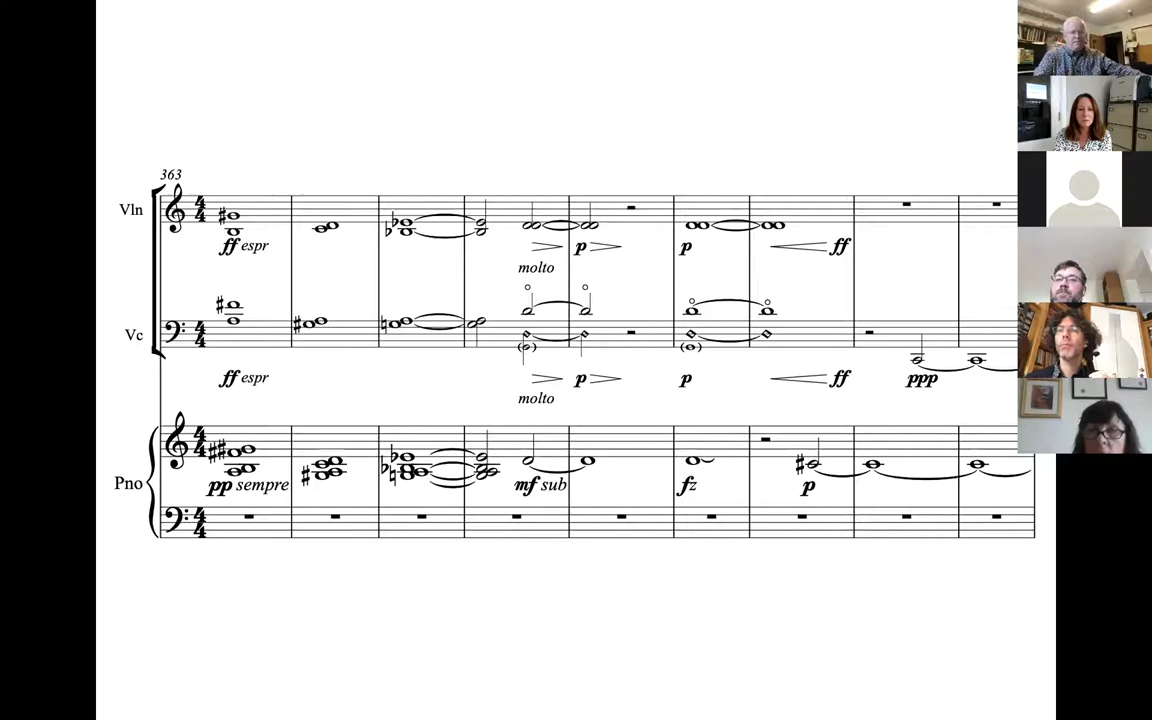 363
Vln
ff espr
p
p
ff
molto
Vc
ff espr
p
p
ff
ppp
molto
Pno
pp sempre
mf sub
fz
p